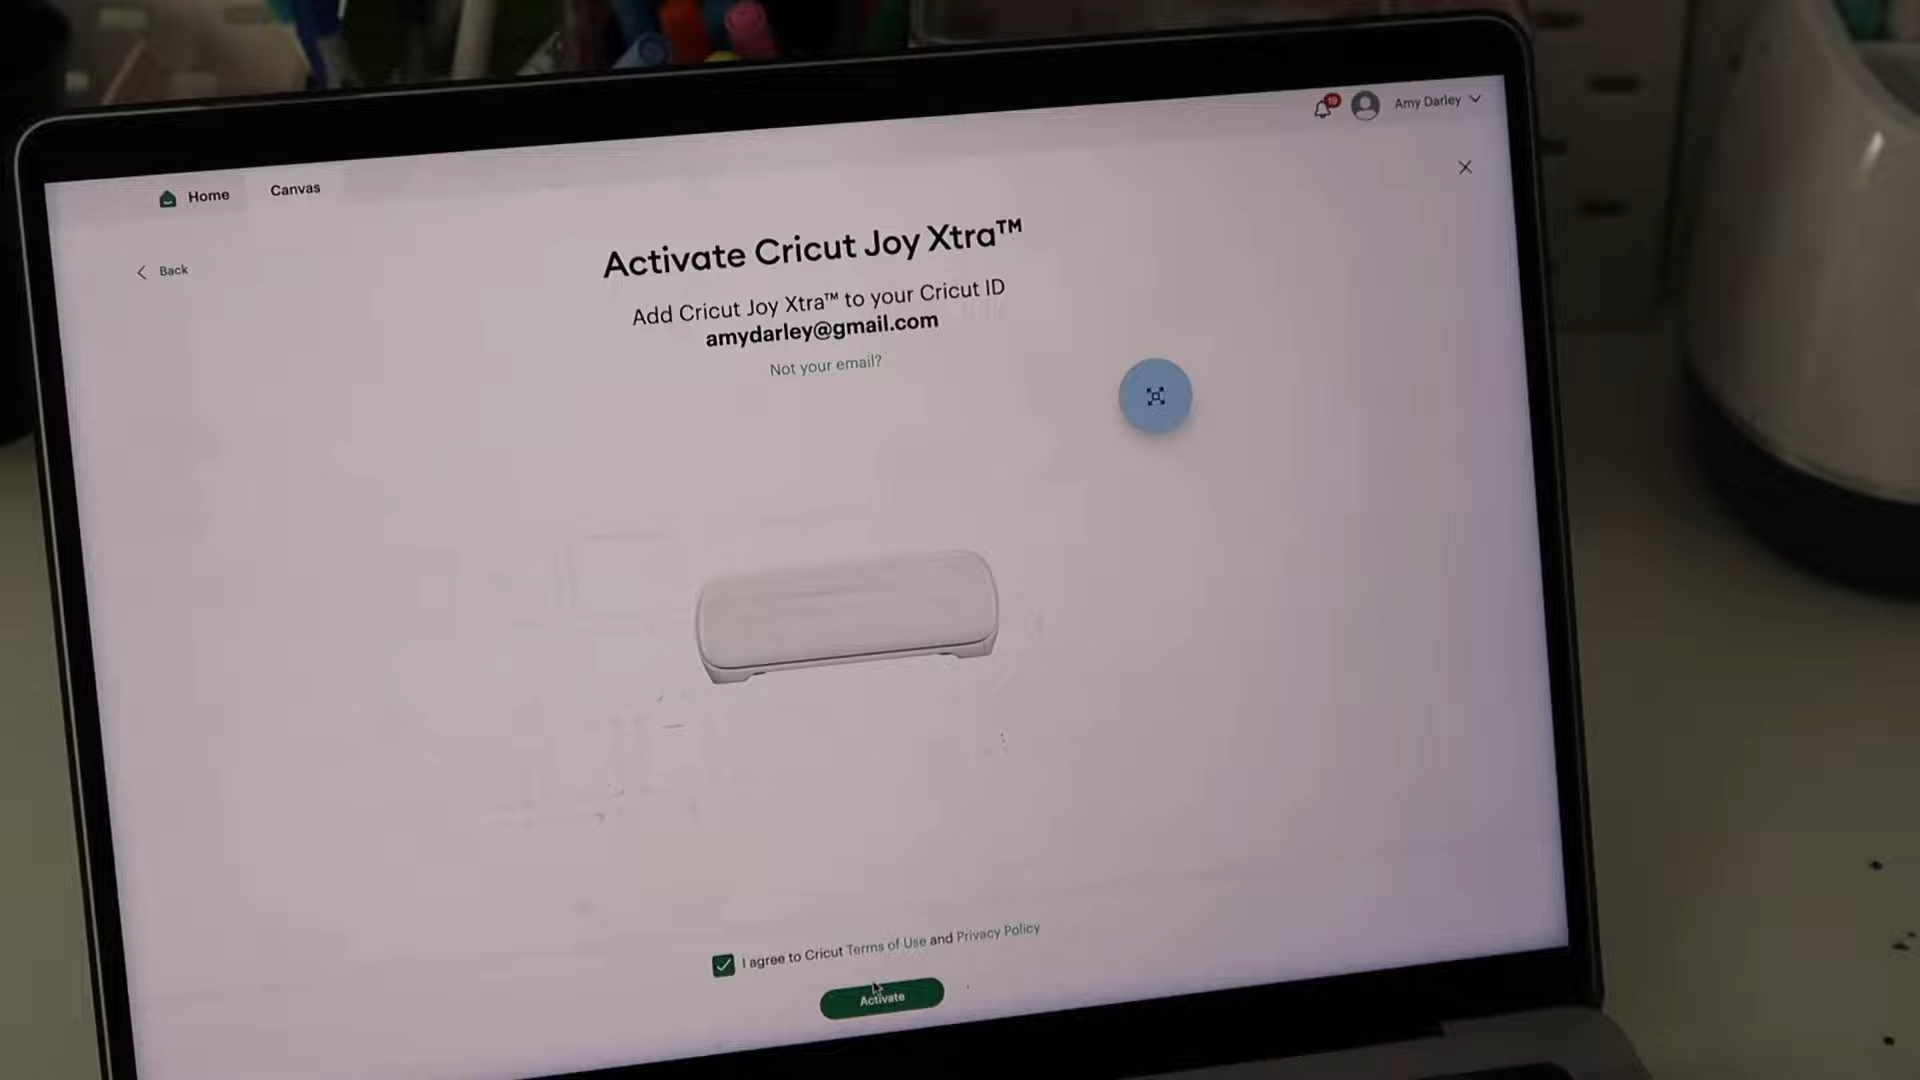 19
Amy Darley
Home
Canvas
Back
Activate Cricut Joy Xtra™
Add Cricut Joy Xtra™ to your Cricut ID
amydarley@gmail.com
Not your email?
I agree to Cricut Terms of Use and Privacy Policy
Activate